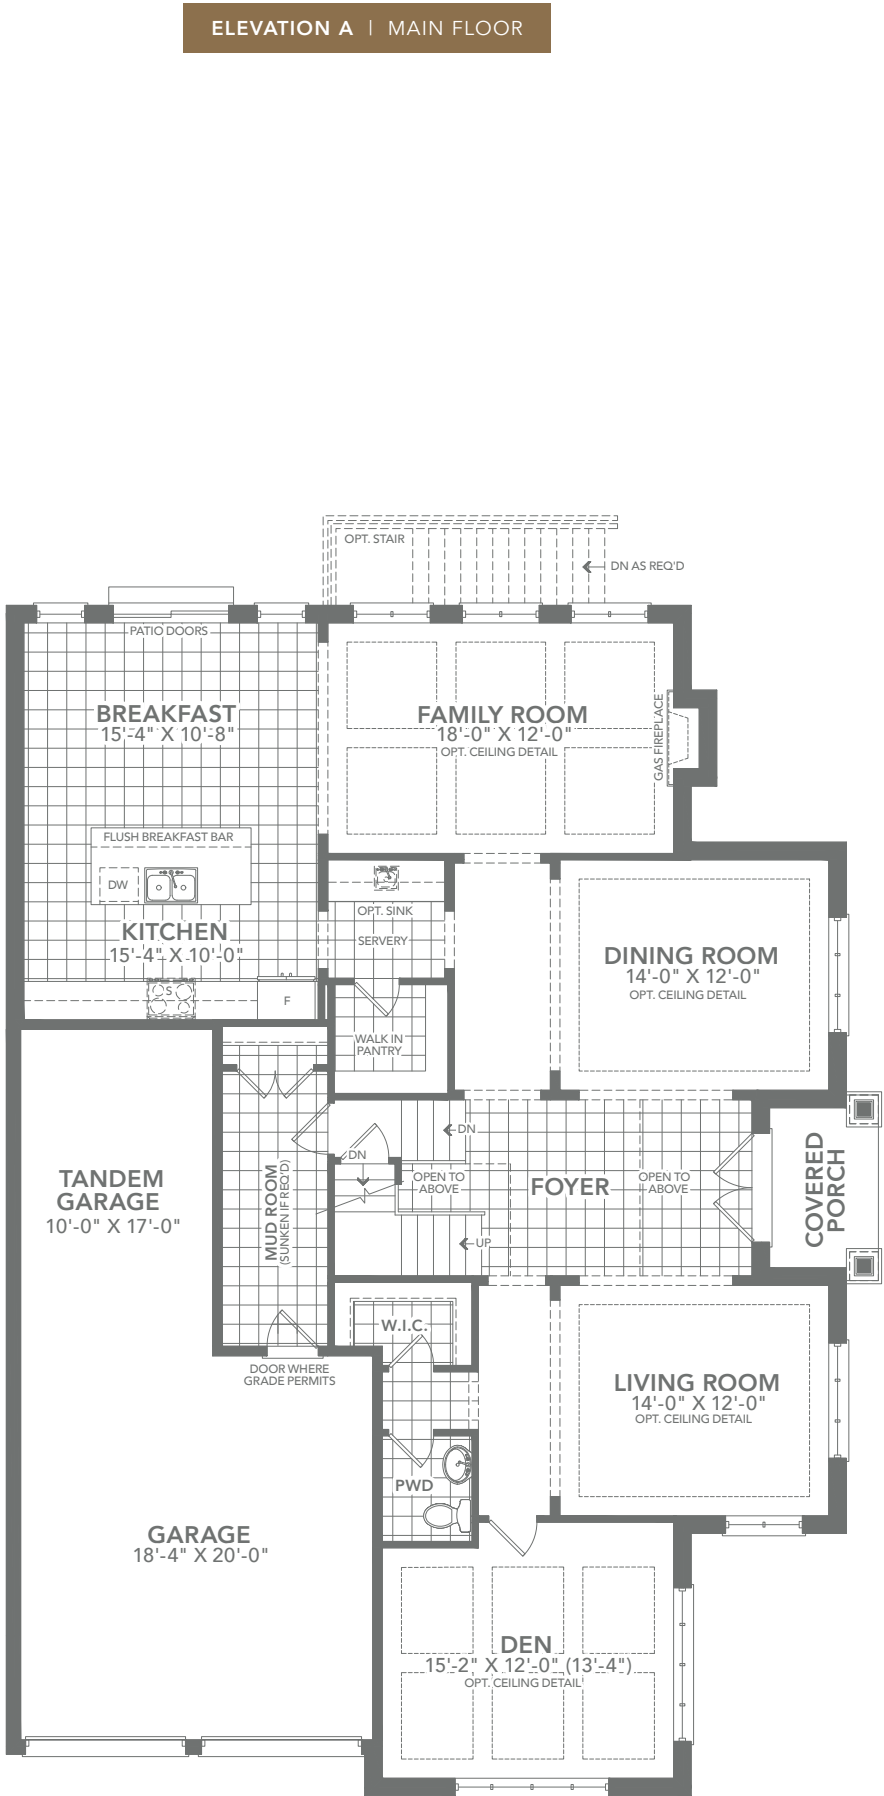 ELEVATION A | MAIN FLOOR
OPT. STAIR
DN AS REQ'D
PATIO DOORS
BREAKFAST
15'-4" X 10'-8"
FAMILY ROOM
18'-0" X 12'-0"
OPT. CEILING DETAIL
GAS FIREPLACE
FLUSH BREAKFAST BAR
DW
OPT. SINK
SERVERY
KITCHEN
15'-4" X 10'-0"
S
F
DINING ROOM
14'-0" X 12'-0"
OPT. CEILING DETAIL
WALK IN
PANTRY
DN
DN
TANDEM
GARAGE
10'-0" X 17'-0"
MUD ROOM
(SUNKEN IF REQ'D)
OPEN TO
ABOVE
FOYER
OPEN TO
ABOVE
COVERED
PORCH
UP
W.I.C.
DOOR WHERE
GRADE PERMITS
LIVING ROOM
14'-0" X 12'-0"
OPT. CEILING DETAIL
PWD
GARAGE
18'-4" X 20'-0"
DEN
15'-2" X 12'-0" (13'-4")
OPT. CEILING DETAIL